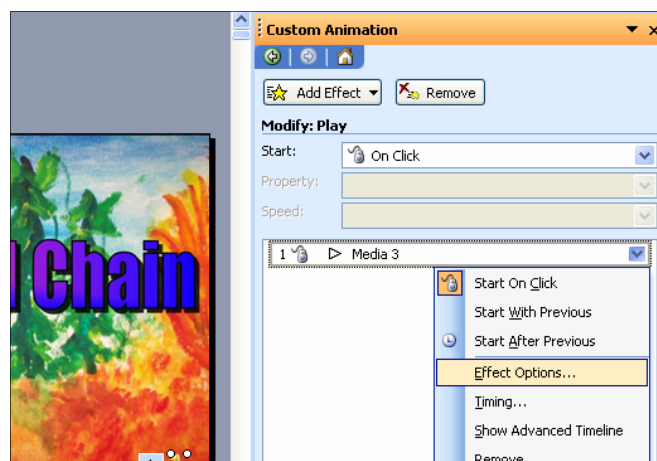 Custom Animation
Add Effect
Remove
Modify: Play
Start:
On Click
Property:
Speed:
Chain
1
Media 3
Start On Click
Start With Previous
Start After Previous
Effect Options...
Timing...
Show Advanced Timeline
Remove